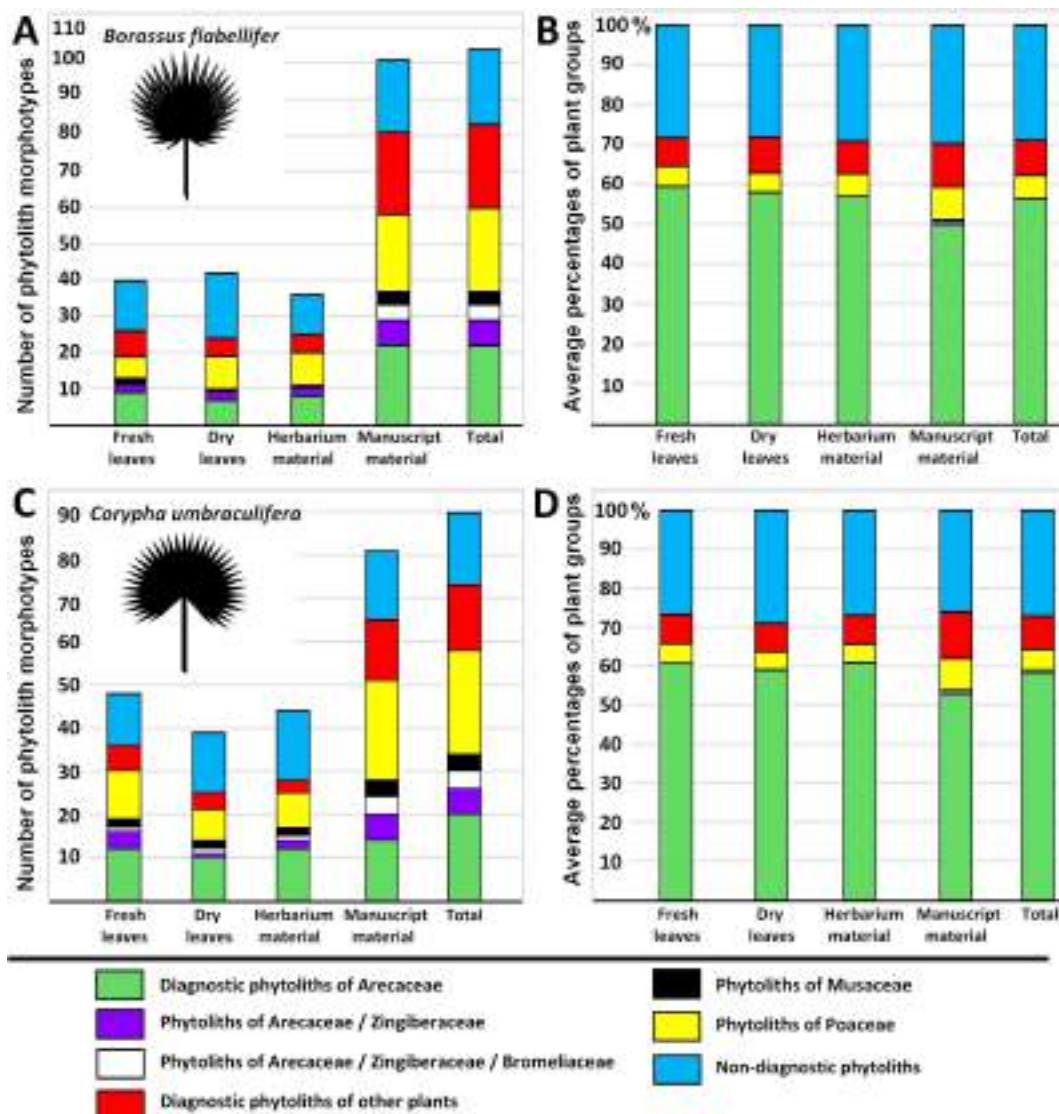 A
Borassus flabellifer
Number of phytolith morphotypes
110
100
90
80
70
60
50
40
30
20
10
Fresh leaves
Dry leaves
Herbarium material
Manuscript material
Total
B
Average percentages of plant groups
100 %
90
80
70
60
50
40
30
20
10
Fresh leaves
Dry leaves
Herbarium material
Manuscript material
Total
C
Corypha umbraculifera
Number of phytolith morphotypes
90
80
70
60
50
40
30
20
10
Fresh leaves
Dry leaves
Herbarium material
Manuscript material
Total
D
Average percentages of plant groups
100%
90
80
70
60
50
40
30
20
10
Fresh leaves
Dry leaves
Herbarium material
Manuscript material
Total
Diagnostic phytoliths of Arecaceae
Phytoliths of Arecaceae / Zingiberaceae
Phytoliths of Arecaceae / Zingiberaceae / Bromeliaceae
Diagnostic phytoliths of other plants
Phytoliths of Musaceae
Phytoliths of Poaceae
Non-diagnostic phytoliths